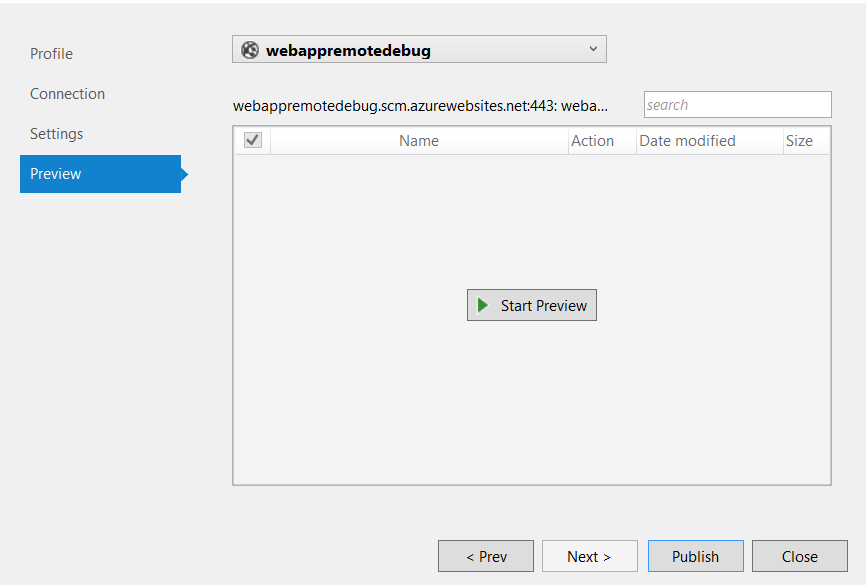 Profile
Connection
Settings
Preview
webappremotedebug
webappremotedebug.scm.azurewebsites.net:443: weba...
search
Name Action Date modified Size
Start Preview
< Prev Next > Publish Close